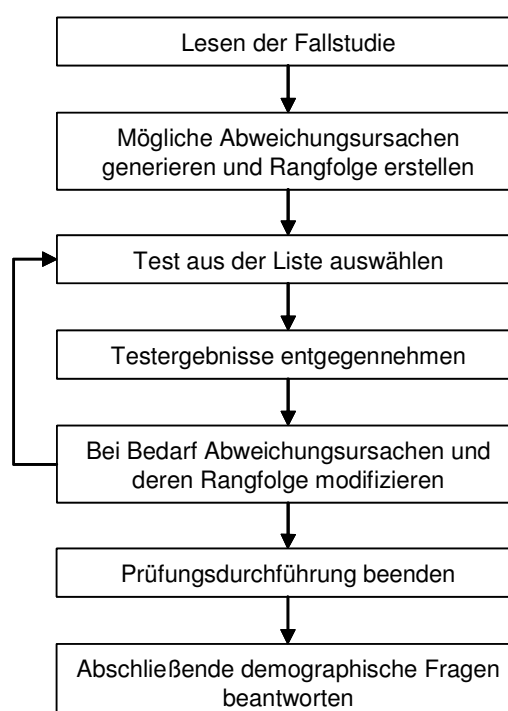 Lesen der Fallstudie
Mögliche Abweichungsursachen
generieren und Rangfolge erstellen
Test aus der Liste auswählen
Testergebnisse entgegennehmen
Bei Bedarf Abweichungsursachen und
deren Rangfolge modifizieren
Prüfungsdurchführung beenden
Abschließende demographische Fragen
beantworten